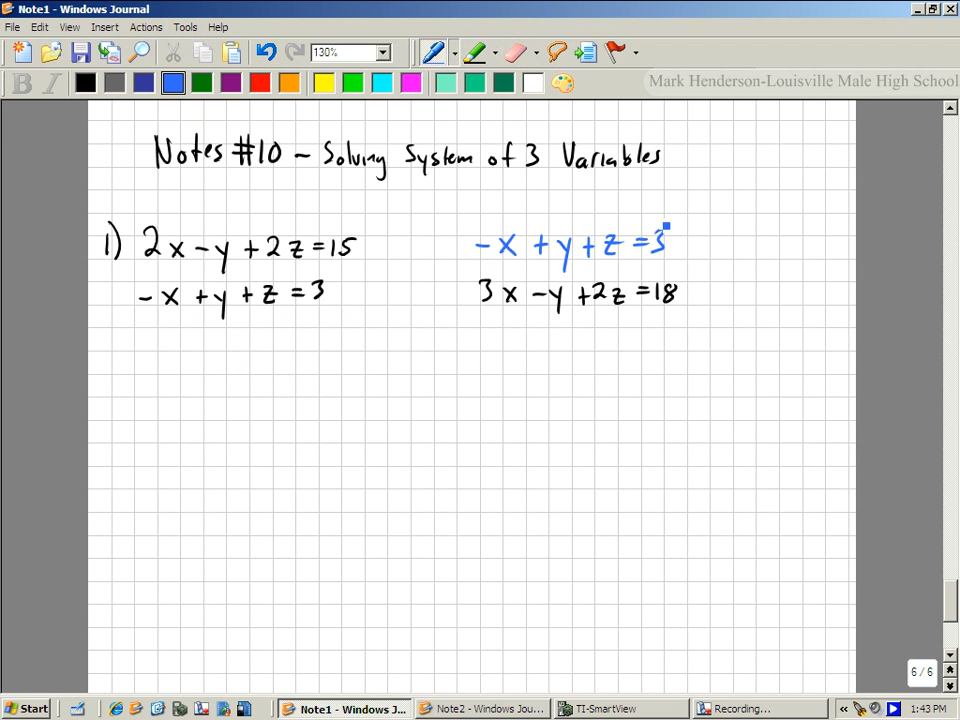 Note1 - Windows Journal
File Edit View Insert Actions Tools Help
130%
B I Mark Henderson-Louisville Male High School
Notes #10 - Solving System of 3 Variables
1) 2x - y + 2z = 15
-x + y + z = 3
-x + y + z = 3
3x - y + 2z = 18
6 / 6
Start Note1 - Windows J... Note2 - Windows Jou... TI-SmartView Recording... « 1:43 PM